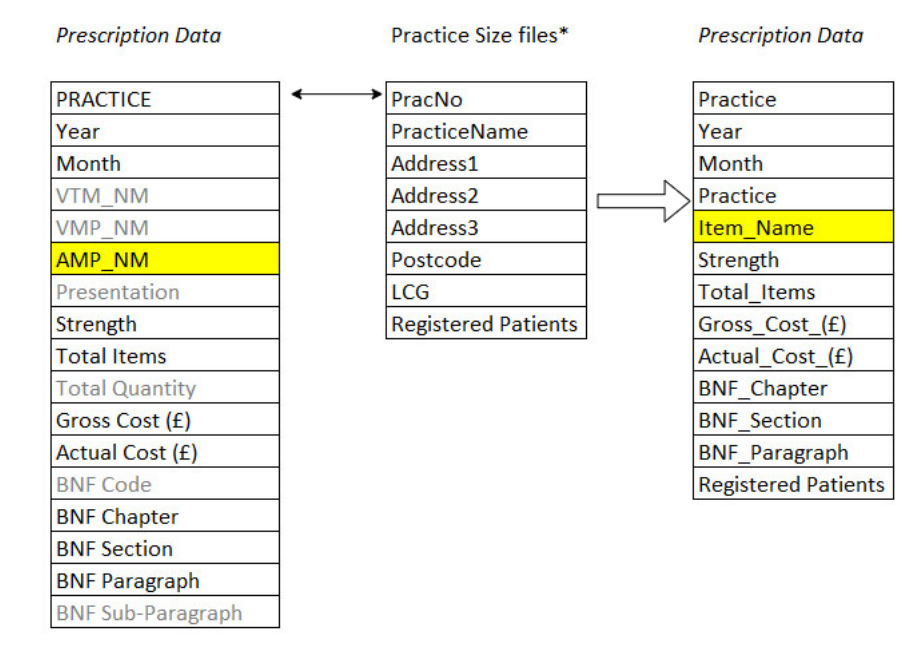 Prescription Data
PRACTICE
Year
Month
VTM_NM
VMP_NM
AMP_NM
Presentation
Strength
Total Items
Total Quantity
Gross Cost (£)
Actual Cost (£)
BNF Code
BNF Chapter
BNF Section
BNF Paragraph
BNF Sub-Paragraph
Practice Size files*
PracNo
PracticeName
Address1
Address2
Address3
Postcode
LCG
Registered Patients
Prescription Data
Practice
Year
Month
Practice
Item_Name
Strength
Total_Items
Gross_Cost_(£)
Actual_Cost_(£)
BNF_Chapter
BNF_Section
BNF_Paragraph
Registered Patients